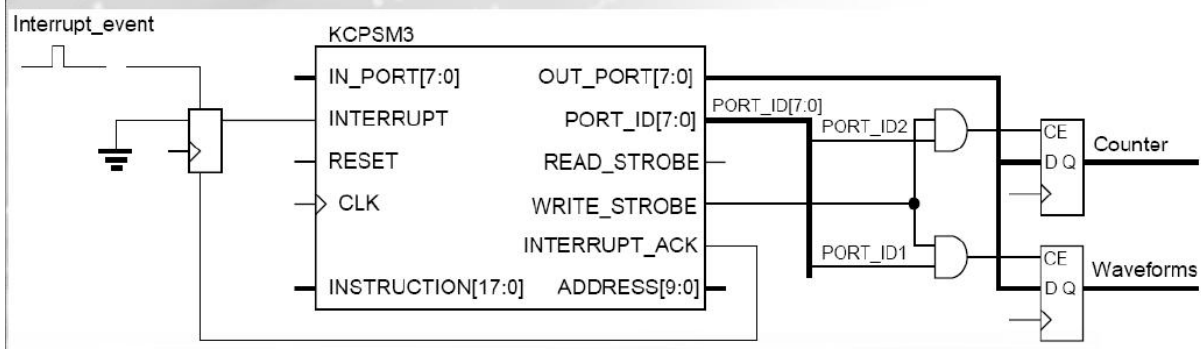 Interrupt_event
KCPSM3
IN_PORT[7:0]
OUT_PORT[7:0]
PORT_ID[7:0]
INTERRUPT
PORT_ID[7:0]
PORT_ID2
CE
RESET
READ_STROBE
D Q
Counter
CLK
WRITE_STROBE
INTERRUPT_ACK
PORT_ID1
CE
INSTRUCTION[17:0]
ADDRESS[9:0]
D Q
Waveforms